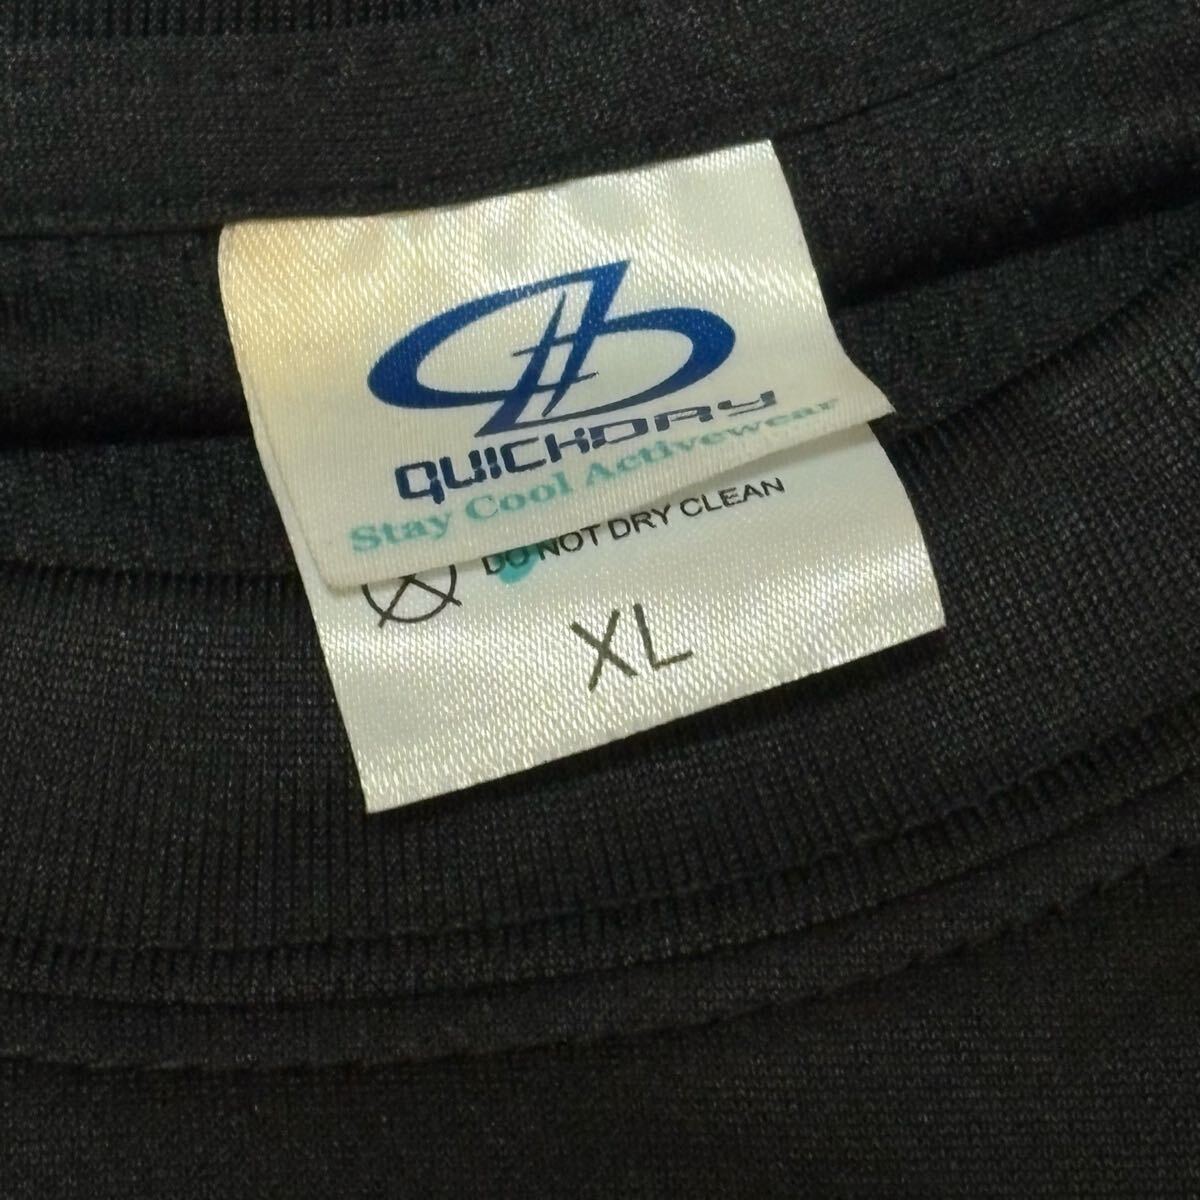 QUICKDRY
Stay Cool Activewear
DO NOT DRY CLEAN
XL